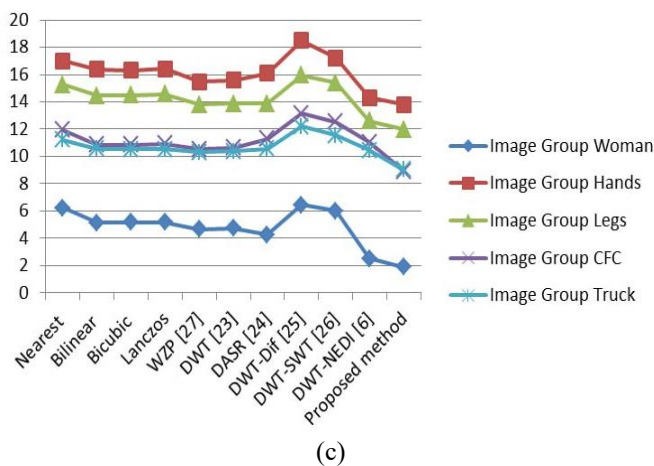 20
18
16
14
12
10
8
6
4
2
0
Nearest
Bilinear
Bicubic
Lanczos
WZP [27]
DWT [23]
DASR [24]
DWT-Dif [25]
DWT-SWT [26]
DWT-NEDI [6]
Proposed method
Image Group Woman
Image Group Hands
Image Group Legs
Image Group CFC
Image Group Truck
(c)